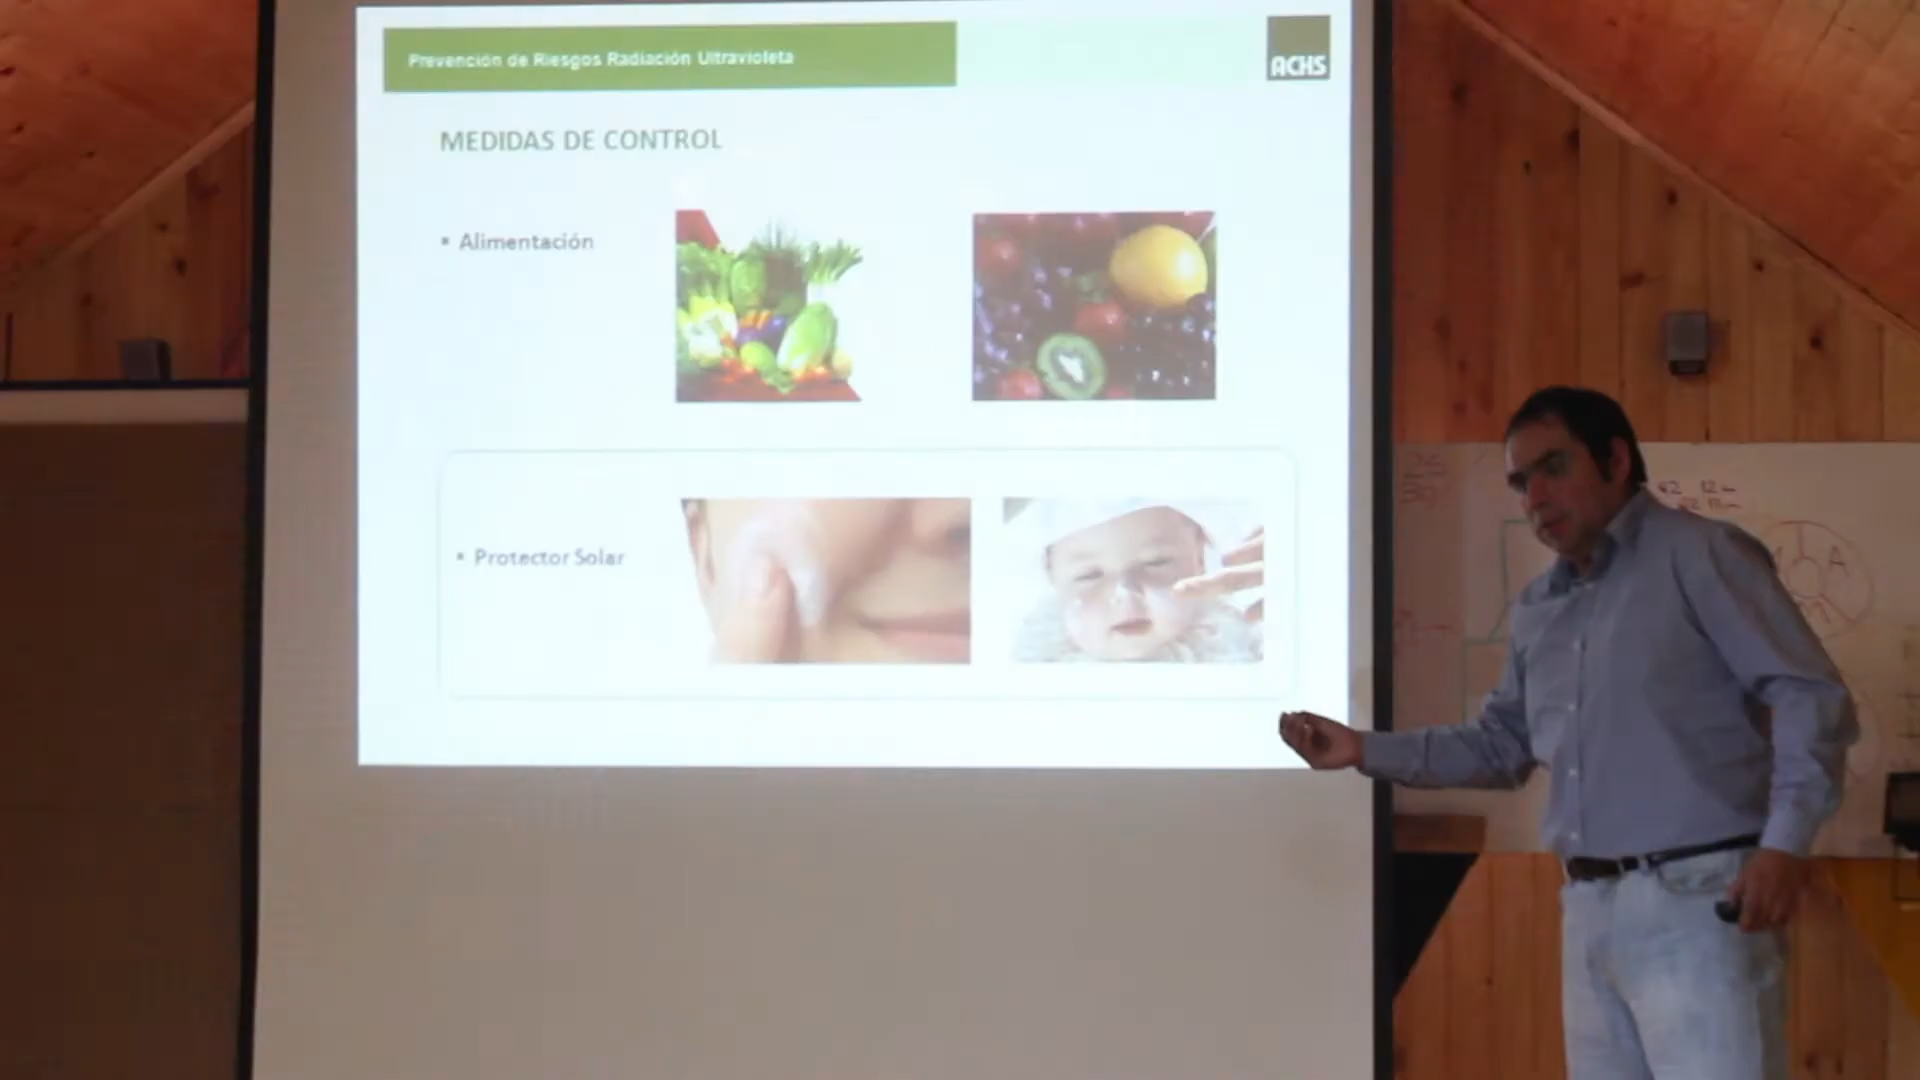 Prevención de Riesgos Radiación Ultravioleta
ACHS
MEDIDAS DE CONTROL
▪ Alimentación
▪ Protector Solar
A